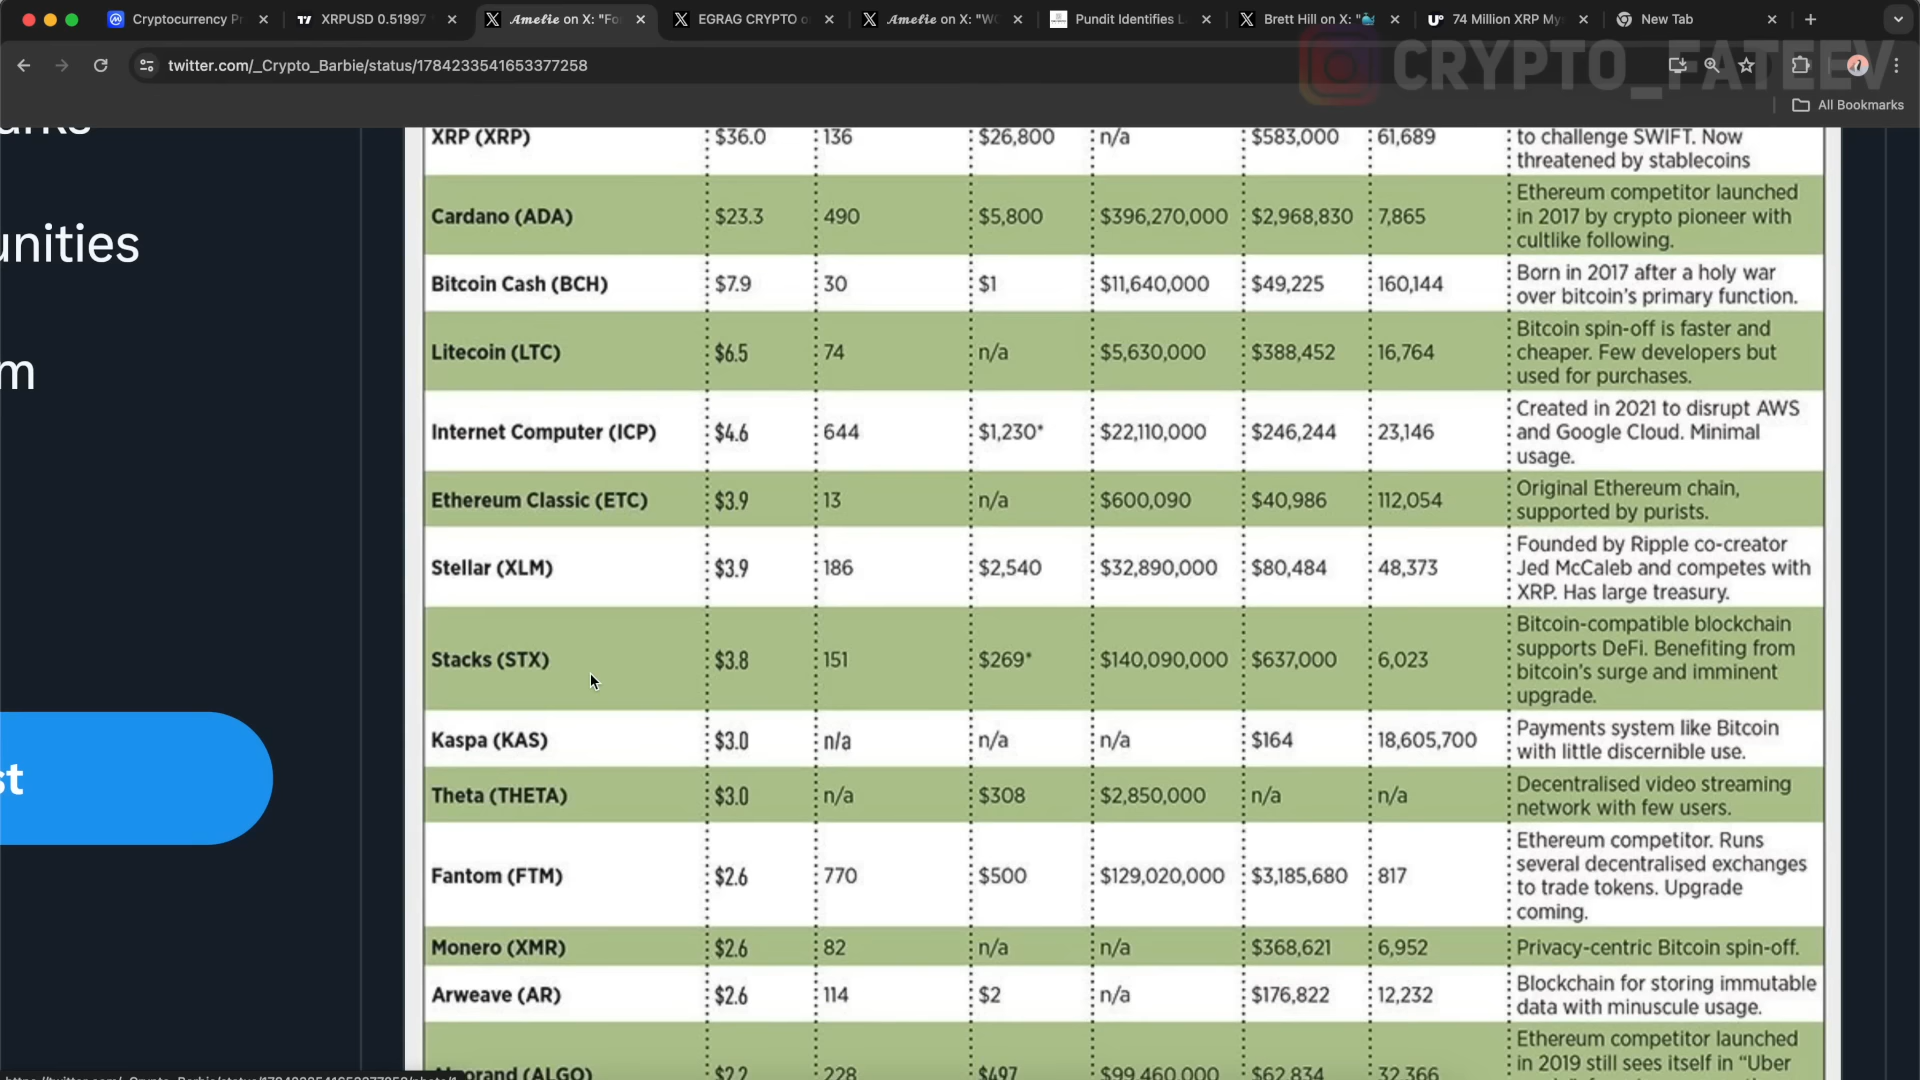 Cryptocurrency Pr
XRPUSD 0.51997
Amelie on X: "Fo
EGRAG CRYPTO o
Amelie on X: "W
Pundit Identifies L
Brett Hill on X: "
74 Million XRP My
New Tab
twitter.com/_Crypto_Barbie/status/1784233541653377258
CRYPTO_FATEEV
All Bookmarks
unities
m
st
XRP (XRP) $36.0 136 $26,800 n/a $583,000 61,689 to challenge SWIFT. Now
threatened by stablecoins
Cardano (ADA) $23.3 490 $5,800 $396,270,000 $2,968,830 7,865 Ethereum competitor launched
in 2017 by crypto pioneer with
cultlike following.
Bitcoin Cash (BCH) $7.9 30 $1 $11,640,000 $49,225 160,144 Born in 2017 after a holy war
over bitcoin's primary function.
Litecoin (LTC) $6.5 74 n/a $5,630,000 $388,452 16,764 Bitcoin spin-off is faster and
cheaper. Few developers but
used for purchases.
Internet Computer (ICP) $4.6 644 $1,230* $22,110,000 $246,244 23,146 Created in 2021 to disrupt AWS
and Google Cloud. Minimal
usage.
Ethereum Classic (ETC) $3.9 13 n/a $600,090 $40,986 112,054 Original Ethereum chain,
supported by purists.
Stellar (XLM) $3.9 186 $2,540 $32,890,000 $80,484 48,373 Founded by Ripple co-creator
Jed McCaleb and competes with
XRP. Has large treasury.
Stacks (STX) $3.8 151 $269* $140,090,000 $637,000 6,023 Bitcoin-compatible blockchain
supports DeFi. Benefiting from
bitcoin's surge and imminent
upgrade.
Kaspa (KAS) $3.0 n/a n/a n/a $164 18,605,700 Payments system like Bitcoin
with little discernible use.
Theta (THETA) $3.0 n/a $308 $2,850,000 n/a n/a Decentralised video streaming
network with few users.
Fantom (FTM) $2.6 770 $500 $129,020,000 $3,185,680 817 Ethereum competitor. Runs
several decentralised exchanges
to trade tokens. Upgrade
coming.
Monero (XMR) $2.6 82 n/a n/a $368,621 6,952 Privacy-centric Bitcoin spin-off.
Arweave (AR) $2.6 114 $2 n/a $176,822 12,232 Blockchain for storing immutable
data with minuscule usage.
(ALGO) $2.2 228 $497 $99,460,000 $62,834 32,366 Ethereum competitor launched
in 2019 still sees itself in "Uber